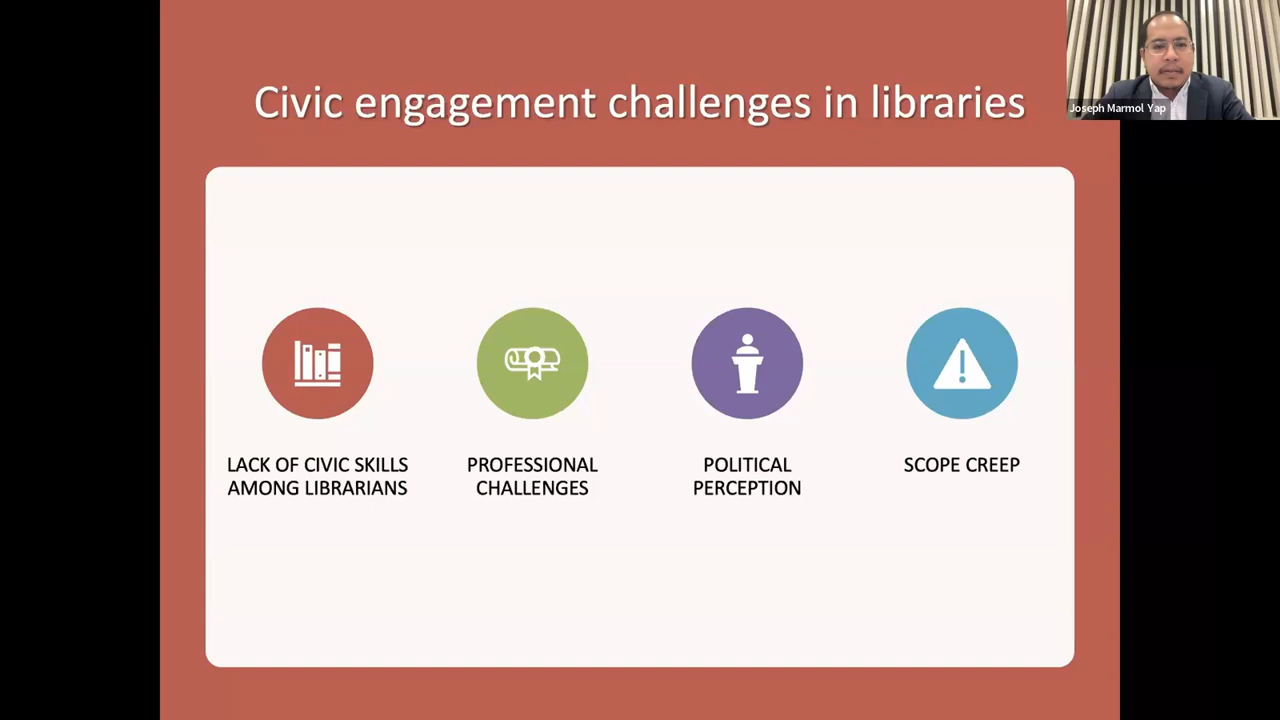 Civic engagement challenges in libraries
Joseph Marmol Yap
LACK OF CIVIC SKILLS
AMONG LIBRARIANS
PROFESSIONAL
CHALLENGES
POLITICAL
PERCEPTION
SCOPE CREEP